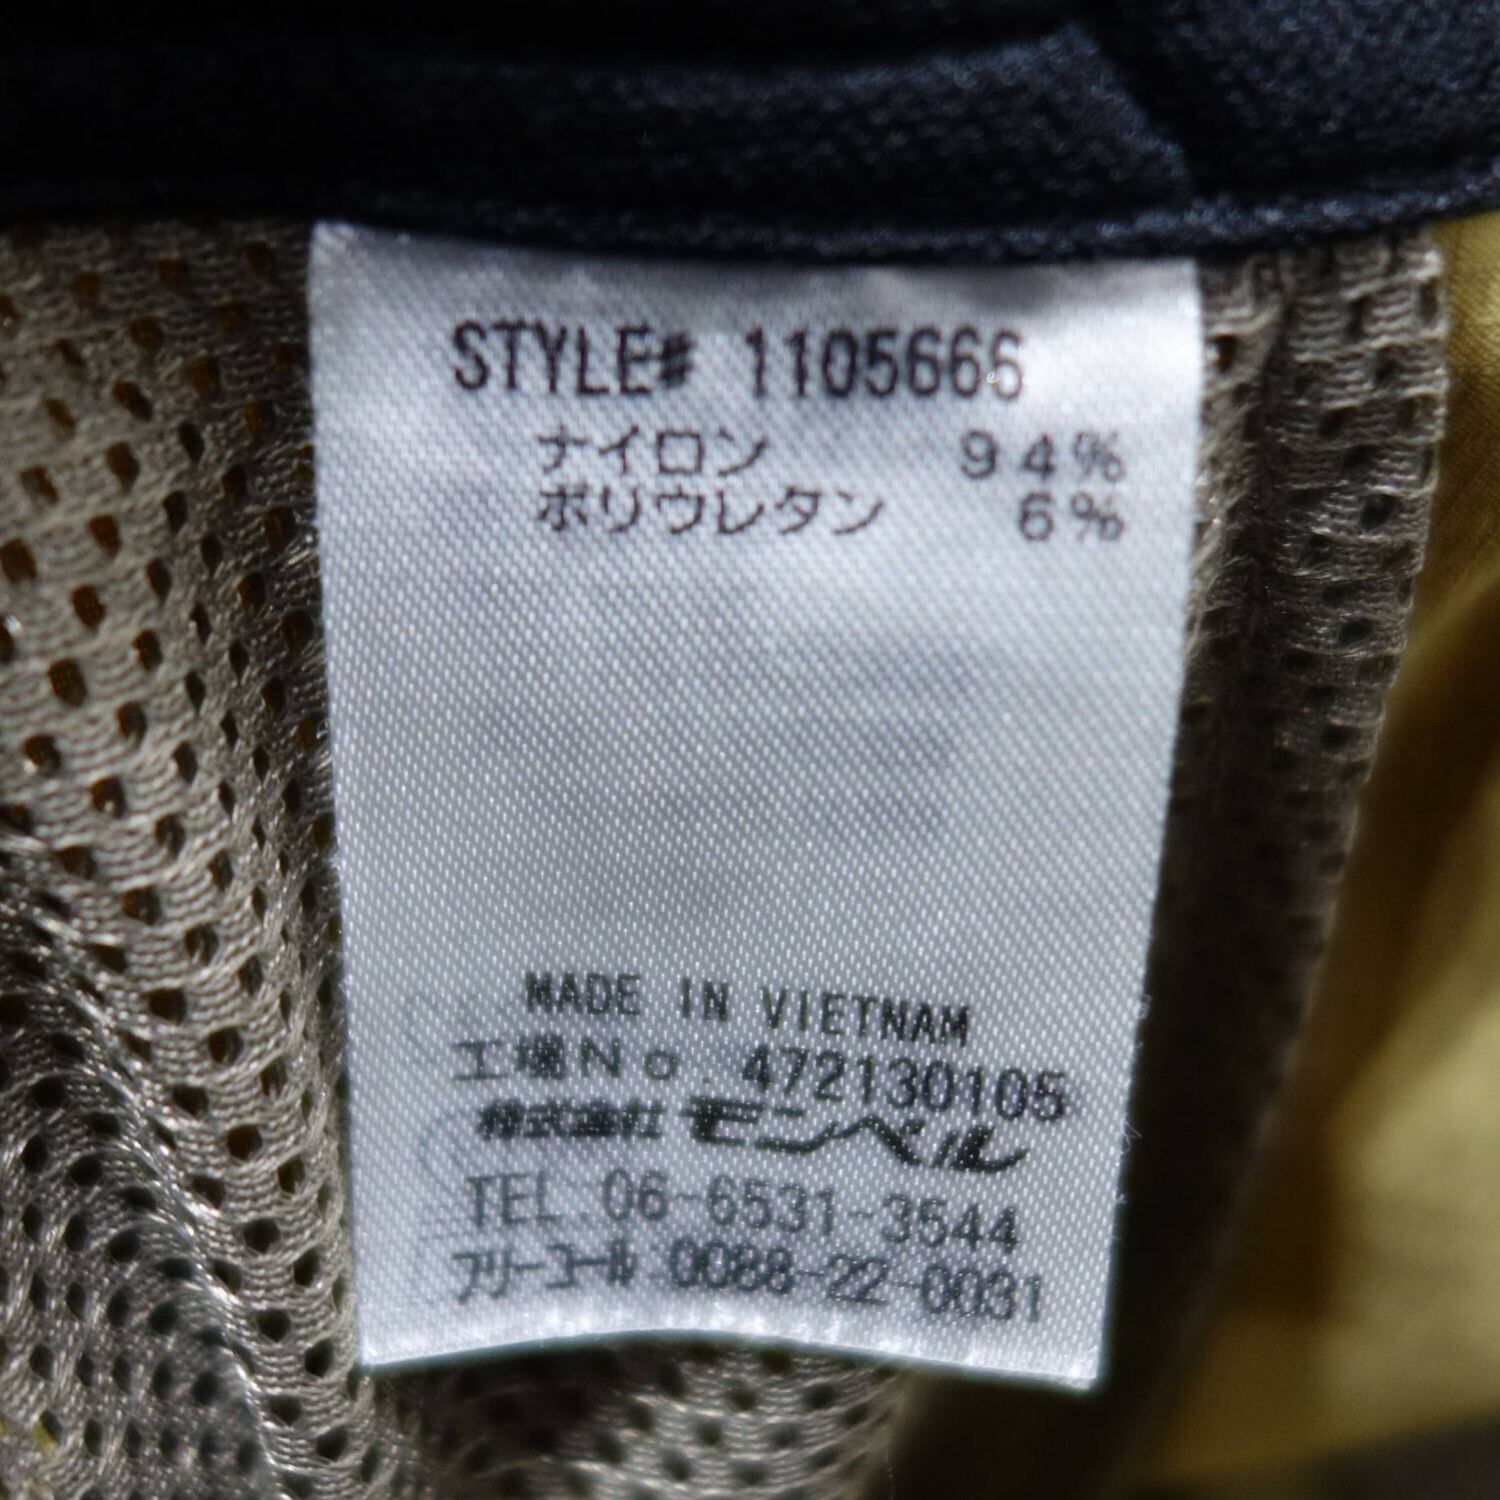 STYLE# 1105666
ナイロン 94%
ポリウレタン 6%
MADE IN VIETNAM
工場No. 472130105
株式会社 モンベル
TEL 06-6531-3544
フリーコール 0088-22-0031